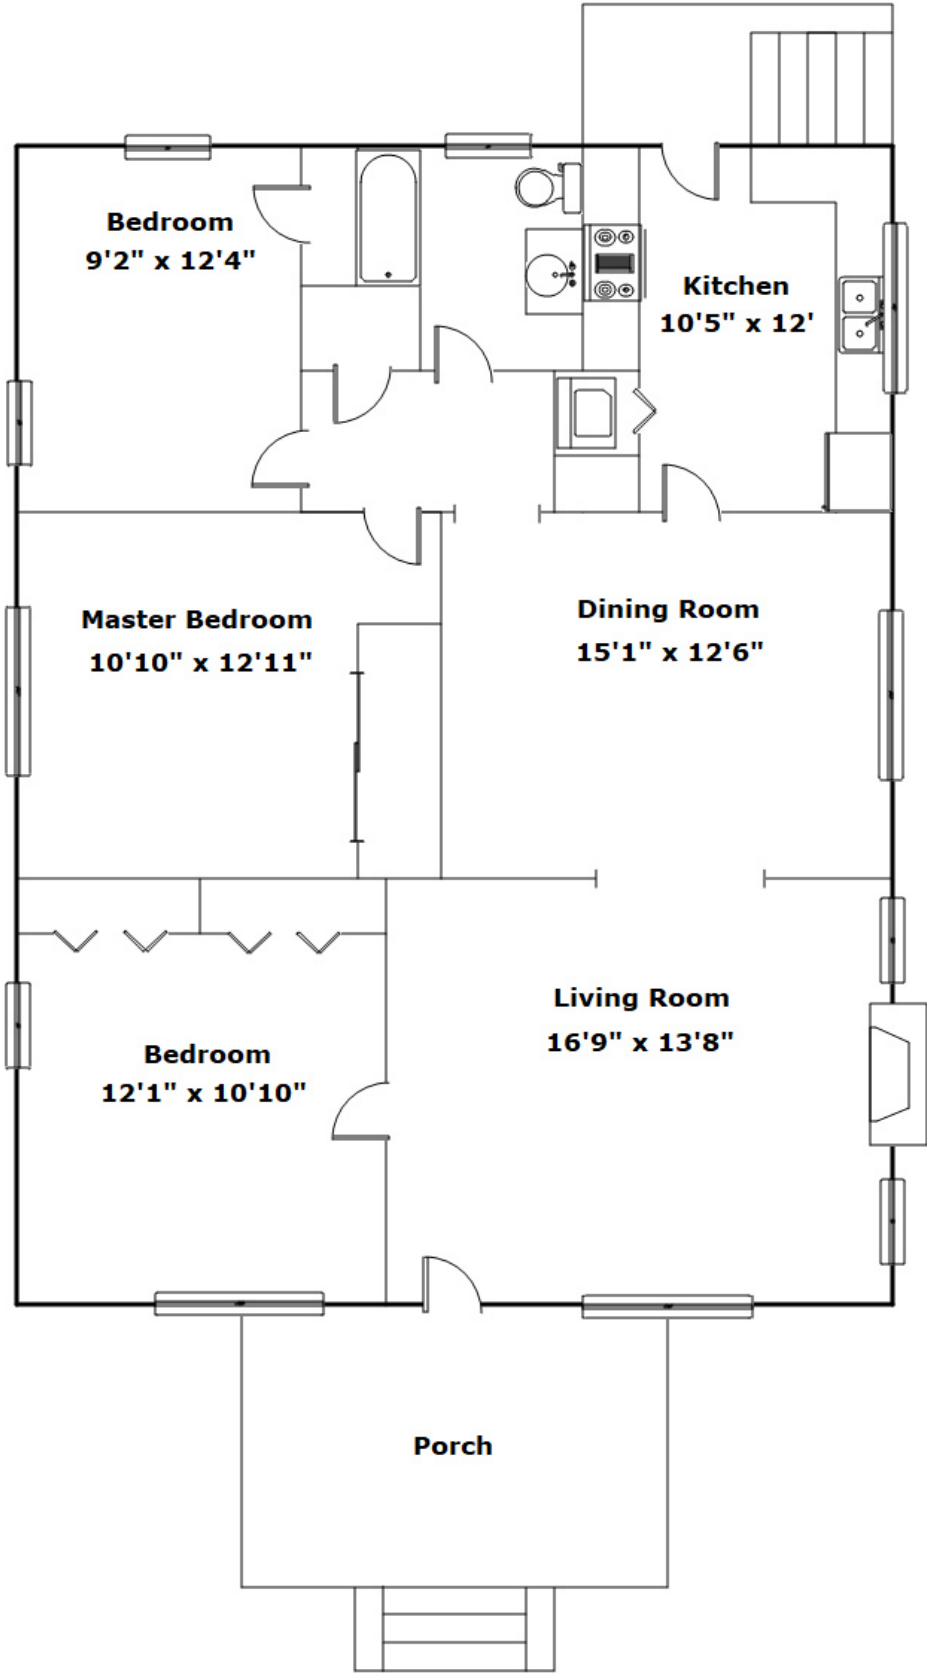 Bedroom
9'2" x 12'4"
Kitchen
10'5" x 12'
Master Bedroom
10'10" x 12'11"
Dining Room
15'1" x 12'6"
Living Room
16'9" x 13'8"
Bedroom
12'1" x 10'10"
Porch